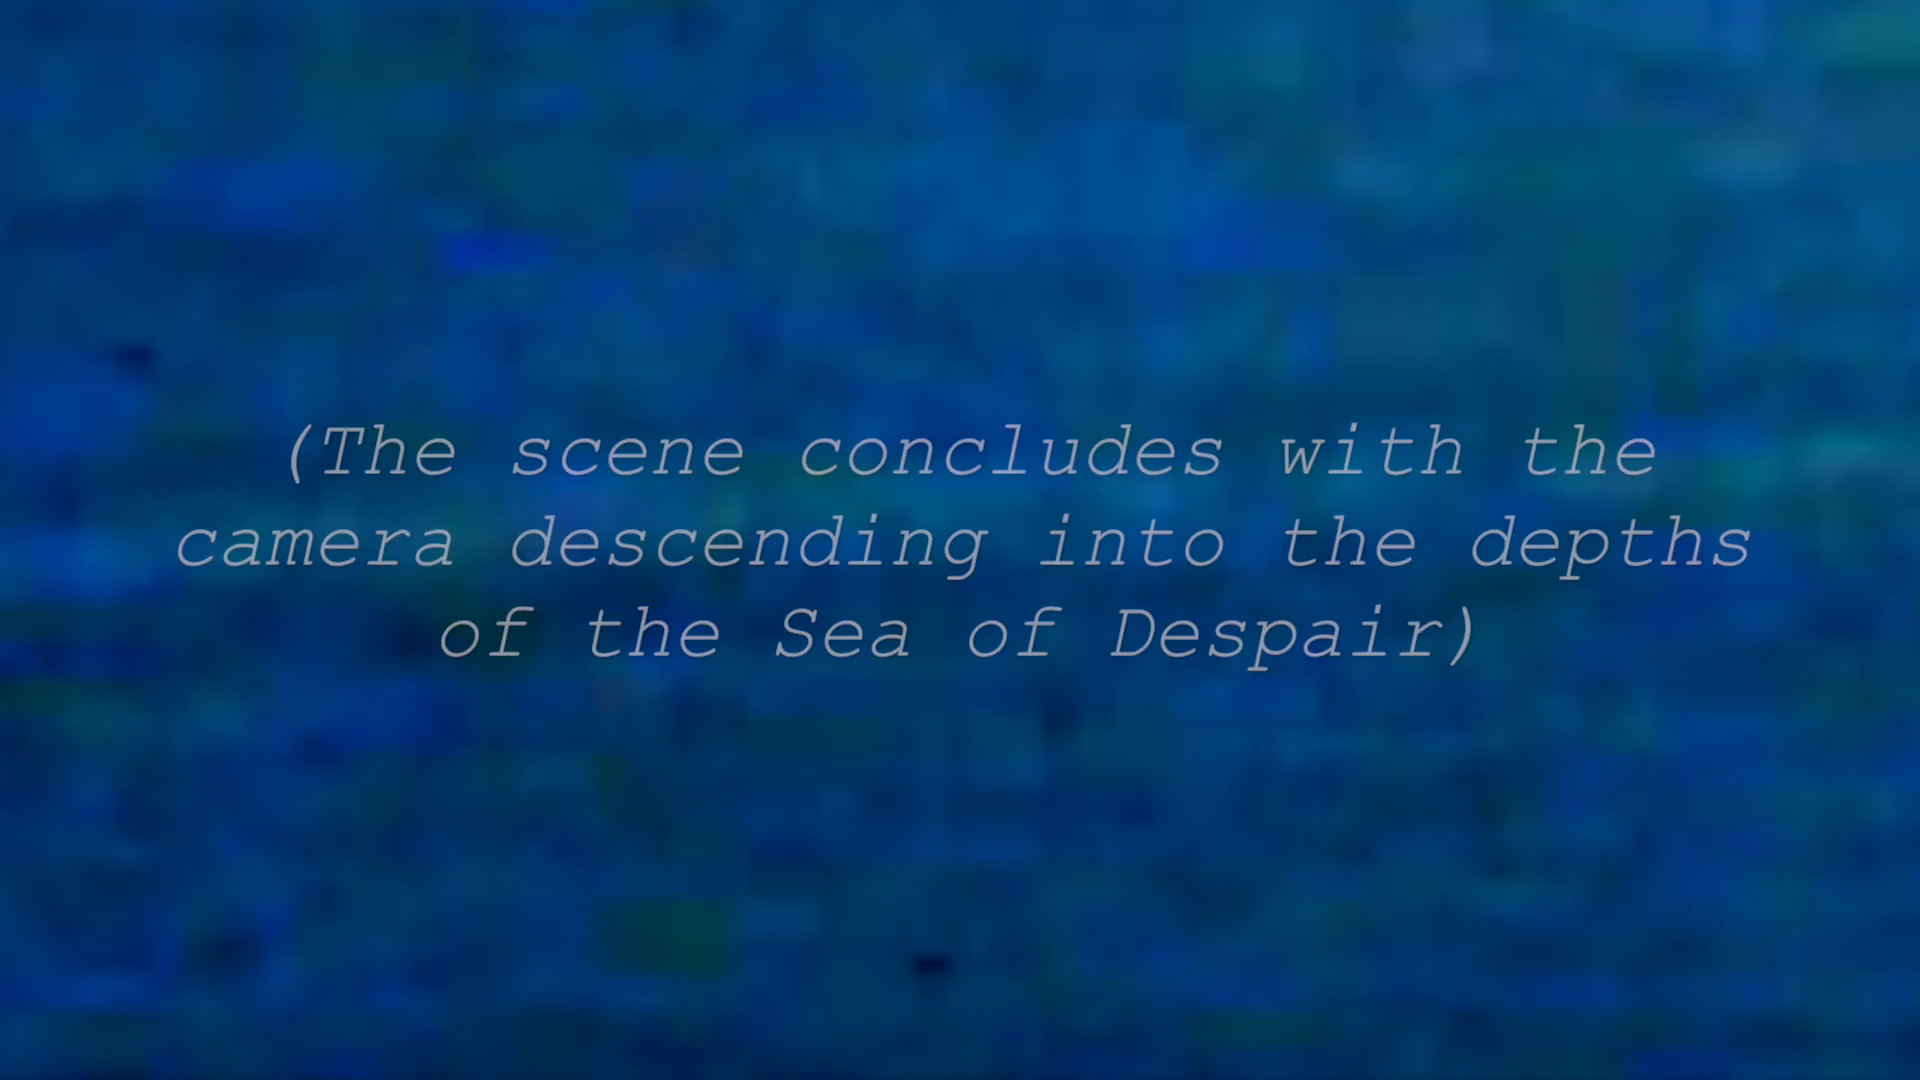 (The scene concludes with the
camera descending into the depths
of the Sea of Despair)